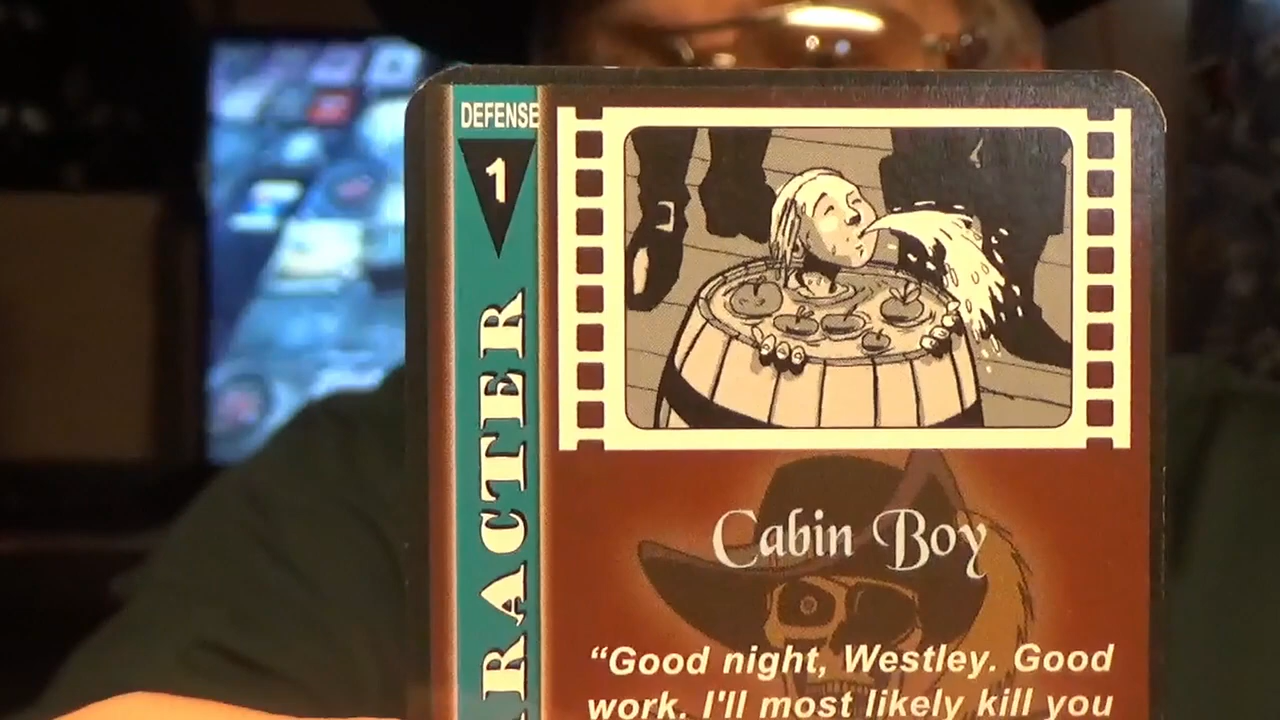 DEFENSE
1
RACTER
Cabin Boy
“Good night, Westley. Good
work. I'll most likely kill you